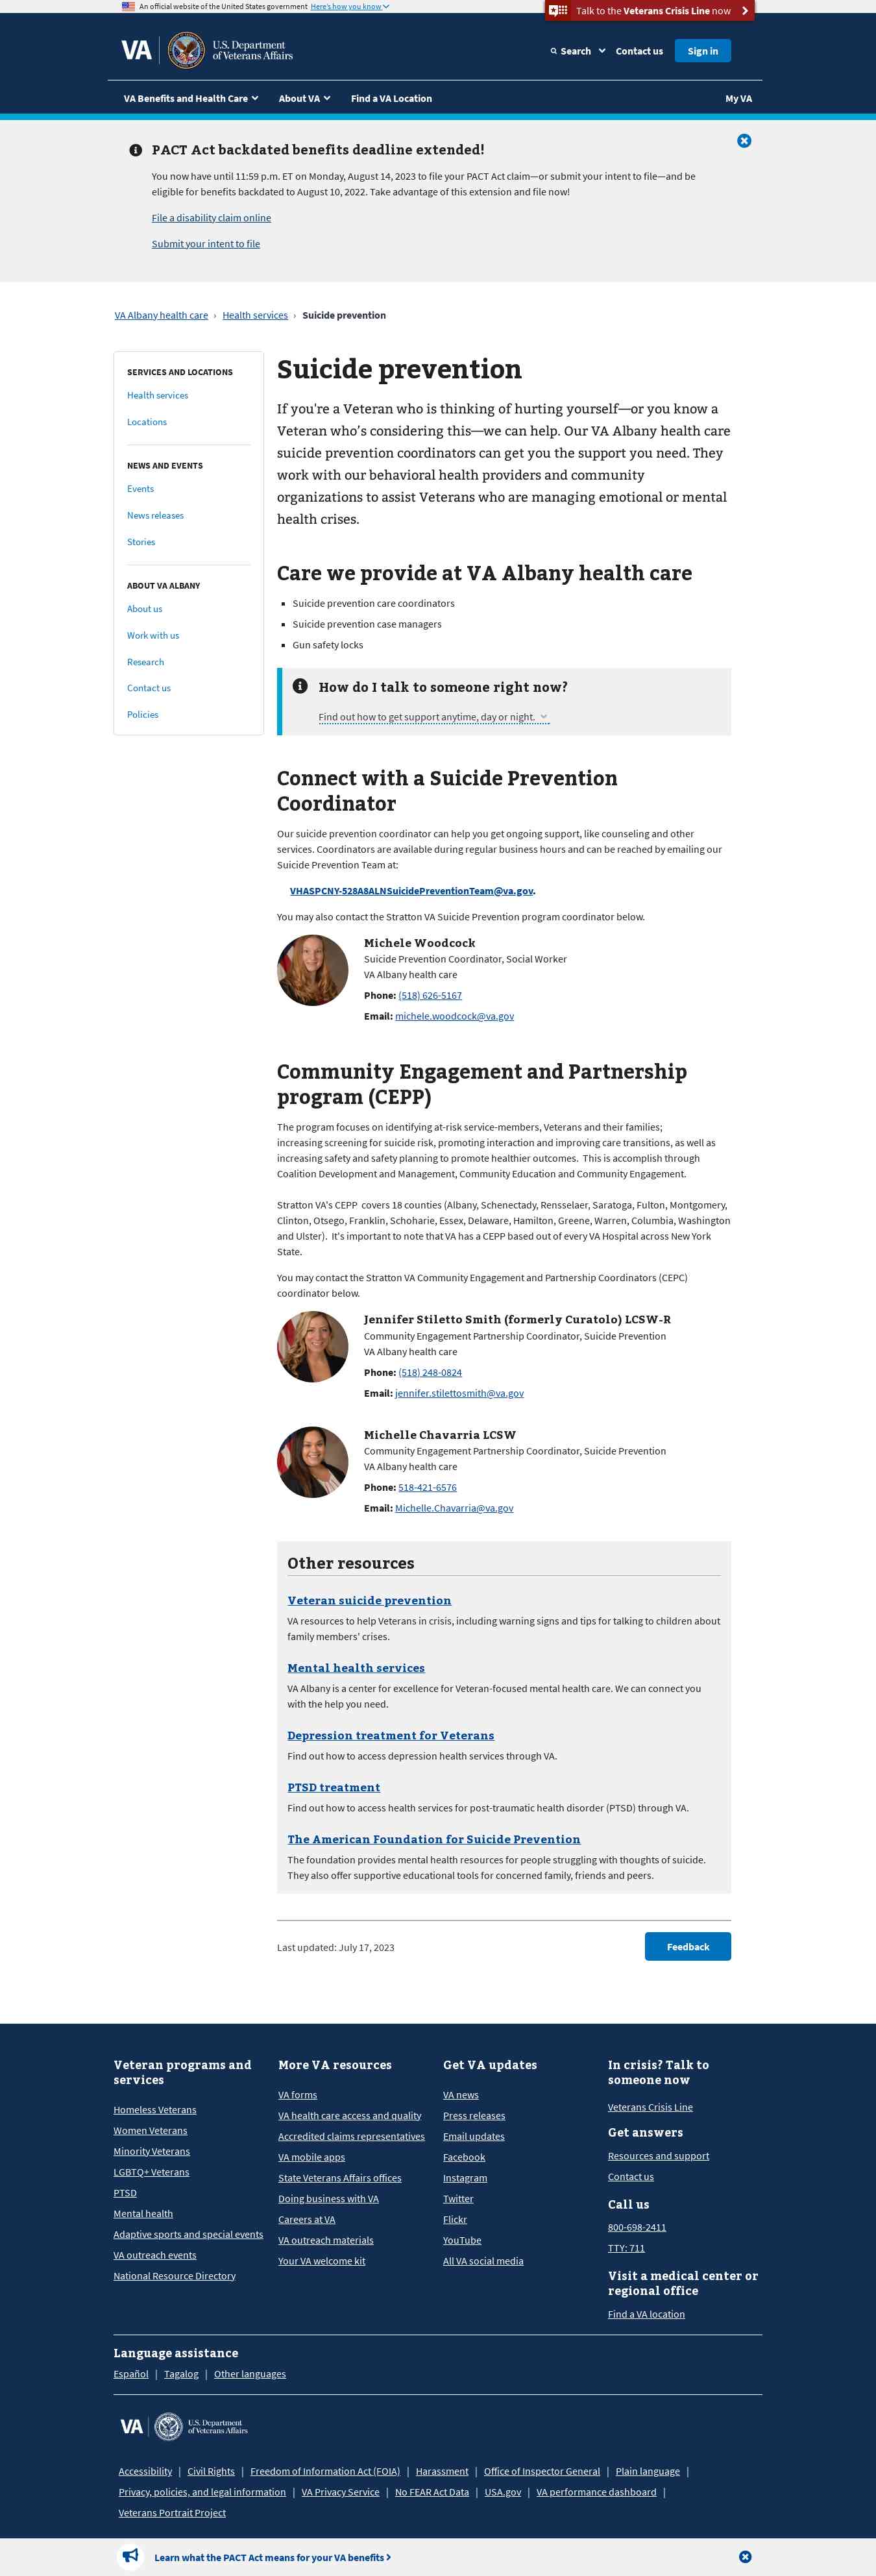 An official website of the United States government Here's how you know
Talk to the Veterans Crisis Line now
VA
U.S. Department
of Veterans Affairs
Search
Contact us
Sign in
VA Benefits and Health Care
About VA
Find a VA Location
My VA
PACT Act backdated benefits deadline extended!
You now have until 11:59 p.m. ET on Monday, August 14, 2023 to file your PACT Act claim—or submit your intent to file—and be
eligible for benefits backdated to August 10, 2022. Take advantage of this extension and file now!
File a disability claim online
Submit your intent to file
VA Albany health care › Health services › Suicide prevention
SERVICES AND LOCATIONS
Health services
Locations
NEWS AND EVENTS
Events
News releases
Stories
ABOUT VA ALBANY
About us
Work with us
Research
Contact us
Policies
Suicide prevention
If you're a Veteran who is thinking of hurting yourself—or you know a
Veteran who’s considering this—we can help. Our VA Albany health care
suicide prevention coordinators can get you the support you need. They
work with our behavioral health providers and community
organizations to assist Veterans who are managing emotional or mental
health crises.
Care we provide at VA Albany health care
Suicide prevention care coordinators
Suicide prevention case managers
Gun safety locks
How do I talk to someone right now?
Find out how to get support anytime, day or night.
Connect with a Suicide Prevention
Coordinator
Our suicide prevention coordinator can help you get ongoing support, like counseling and other
services. Coordinators are available during regular business hours and can be reached by emailing our
Suicide Prevention Team at:
VHASPCNY-528A8ALNSuicidePreventionTeam@va.gov.
You may also contact the Stratton VA Suicide Prevention program coordinator below.
Michele Woodcock
Suicide Prevention Coordinator, Social Worker
VA Albany health care
Phone: (518) 626-5167
Email: michele.woodcock@va.gov
Community Engagement and Partnership
program (CEPP)
The program focuses on identifying at-risk service-members, Veterans and their families;
increasing screening for suicide risk, promoting interaction and improving care transitions, as well as
increasing safety and safety planning to promote healthier outcomes. This is accomplish through
Coalition Development and Management, Community Education and Community Engagement.
Stratton VA's CEPP covers 18 counties (Albany, Schenectady, Rensselaer, Saratoga, Fulton, Montgomery,
Clinton, Otsego, Franklin, Schoharie, Essex, Delaware, Hamilton, Greene, Warren, Columbia, Washington
and Ulster). It's important to note that VA has a CEPP based out of every VA Hospital across New York
State.
You may contact the Stratton VA Community Engagement and Partnership Coordinators (CEPC)
coordinator below.
Jennifer Stiletto Smith (formerly Curatolo) LCSW-R
Community Engagement Partnership Coordinator, Suicide Prevention
VA Albany health care
Phone: (518) 248-0824
Email: jennifer.stilettosmith@va.gov
Michelle Chavarria LCSW
Community Engagement Partnership Coordinator, Suicide Prevention
VA Albany health care
Phone: 518-421-6576
Email: Michelle.Chavarria@va.gov
Other resources
Veteran suicide prevention
VA resources to help Veterans in crisis, including warning signs and tips for talking to children about
family members' crises.
Mental health services
VA Albany is a center for excellence for Veteran-focused mental health care. We can connect you
with the help you need.
Depression treatment for Veterans
Find out how to access depression health services through VA.
PTSD treatment
Find out how to access health services for post-traumatic health disorder (PTSD) through VA.
The American Foundation for Suicide Prevention
The foundation provides mental health resources for people struggling with thoughts of suicide.
They also offer supportive educational tools for concerned family, friends and peers.
Last updated: July 17, 2023
Feedback
Veteran programs and
services
Homeless Veterans
Women Veterans
Minority Veterans
LGBTQ+ Veterans
PTSD
Mental health
Adaptive sports and special events
VA outreach events
National Resource Directory
More VA resources
VA forms
VA health care access and quality
Accredited claims representatives
VA mobile apps
State Veterans Affairs offices
Doing business with VA
Careers at VA
VA outreach materials
Your VA welcome kit
Get VA updates
VA news
Press releases
Email updates
Facebook
Instagram
Twitter
Flickr
YouTube
All VA social media
In crisis? Talk to
someone now
Veterans Crisis Line
Get answers
Resources and support
Contact us
Call us
800-698-2411
TTY: 711
Visit a medical center or
regional office
Find a VA location
Language assistance
Español | Tagalog | Other languages
VA
U.S. Department
of Veterans Affairs
Accessibility | Civil Rights | Freedom of Information Act (FOIA) | Harassment | Office of Inspector General | Plain language |
Privacy, policies, and legal information | VA Privacy Service | No FEAR Act Data | USA.gov | VA performance dashboard |
Veterans Portrait Project
Learn what the PACT Act means for your VA benefits